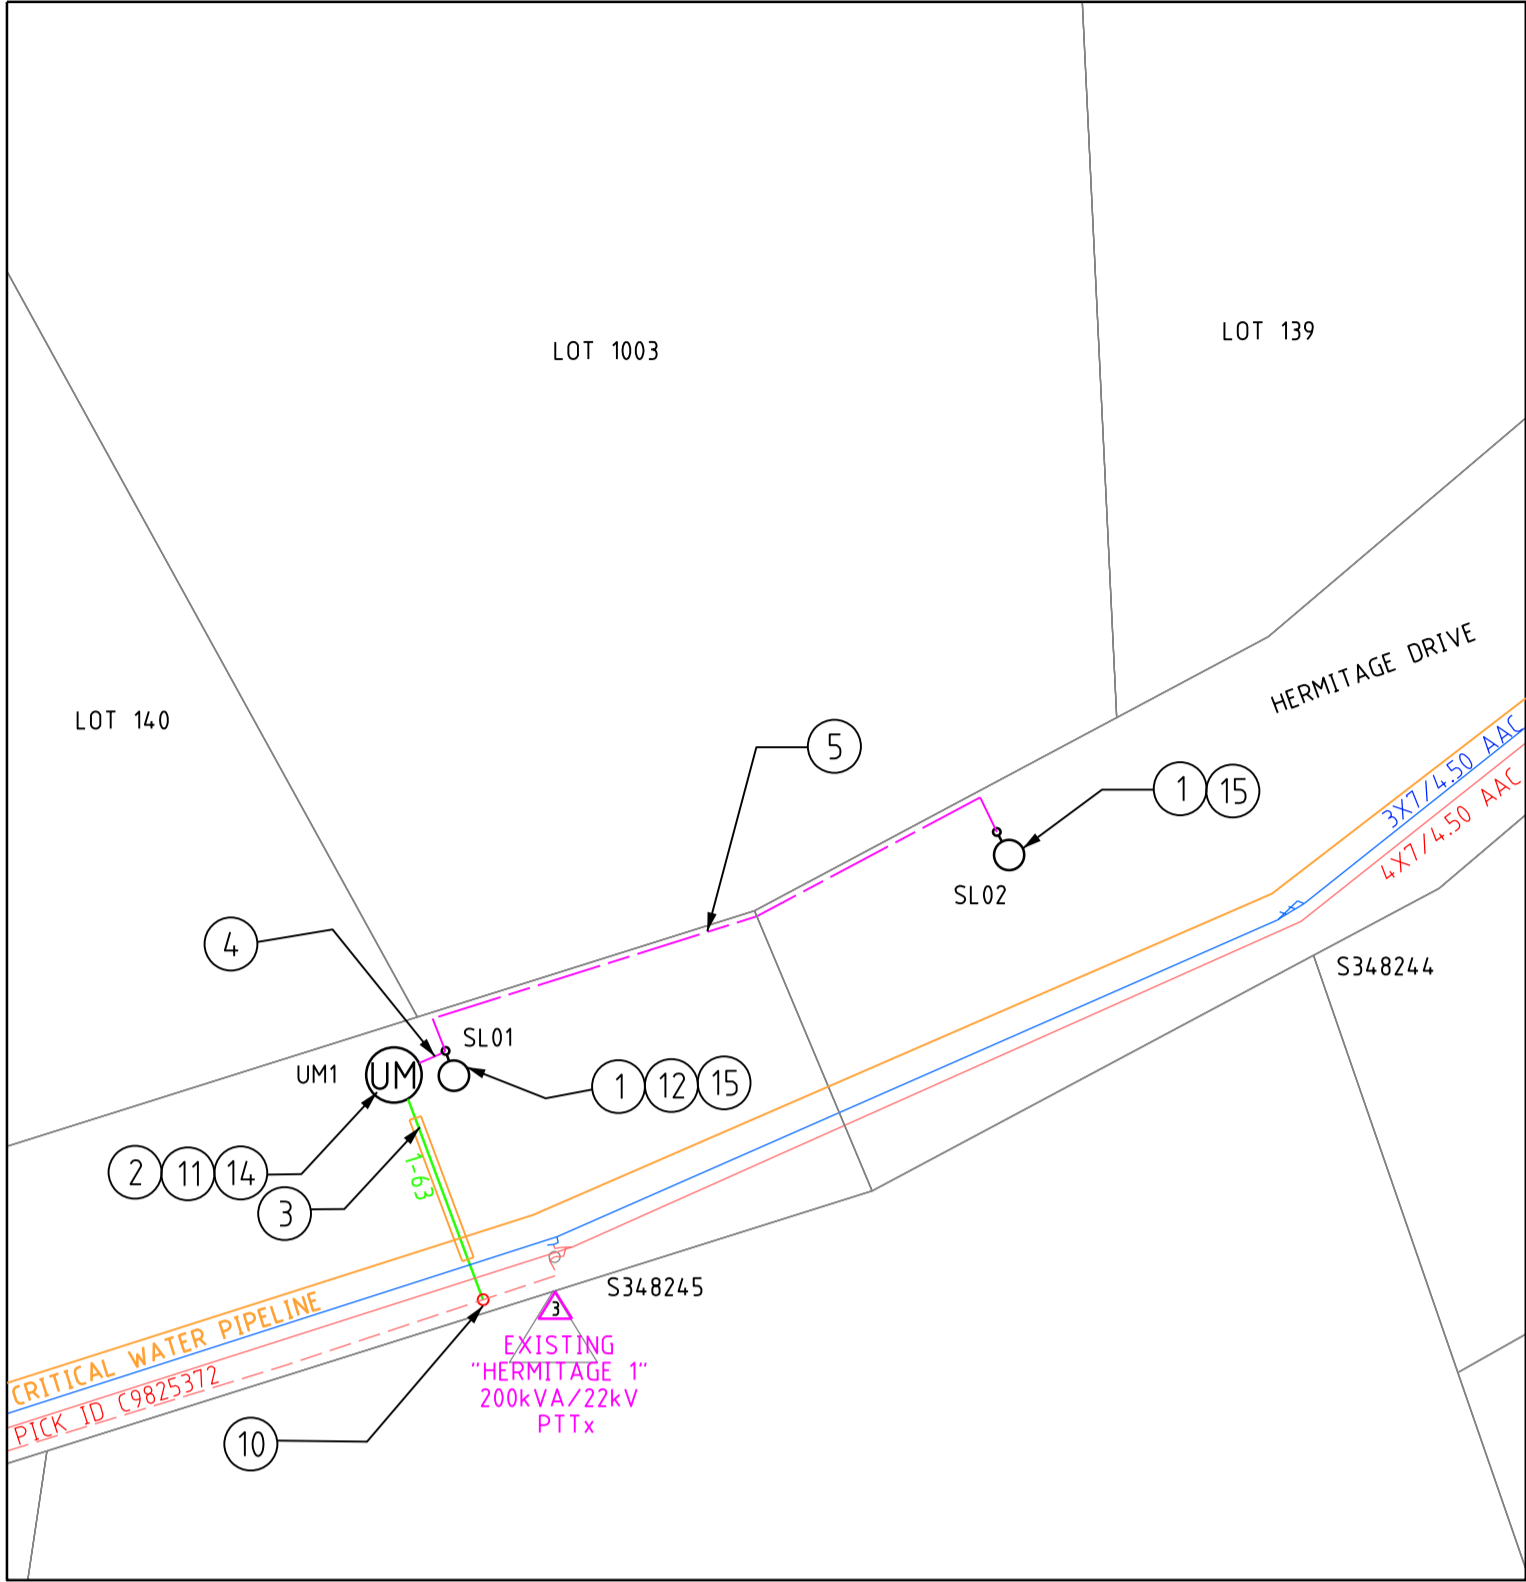 LOT 139
LOT 1003
HERMITAGE DRIVE
LOT 140
5
3X7/4.50 AAC
1 15
4X7/4.50 AAC
SL02
4
S348244
SL01
UM1
UM
1 12 15
2 11 14
1-63
3
S348245
CRITICAL WATER PIPELINE
3
EXISTING
"HERMITAGE 1"
200kVA/22kV
PTTx
PICK ID C9825372
10